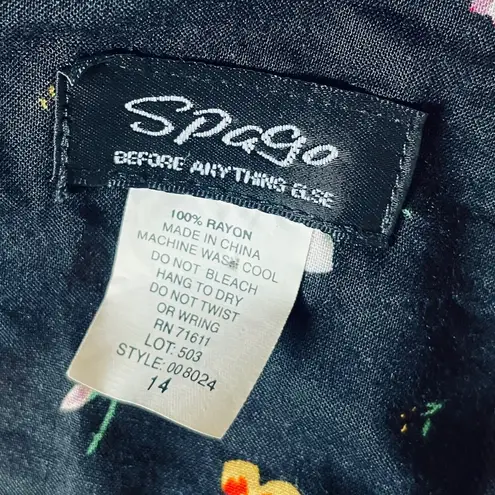 Spago
BEFORE ANYTHING ELSE
100% RAYON
MADE IN CHINA
MACHINE WASH COOL
DO NOT BLEACH
HANG TO DRY
DO NOT TWIST
OR WRING
RN 71611
LOT: 503
STYLE: 008024
14